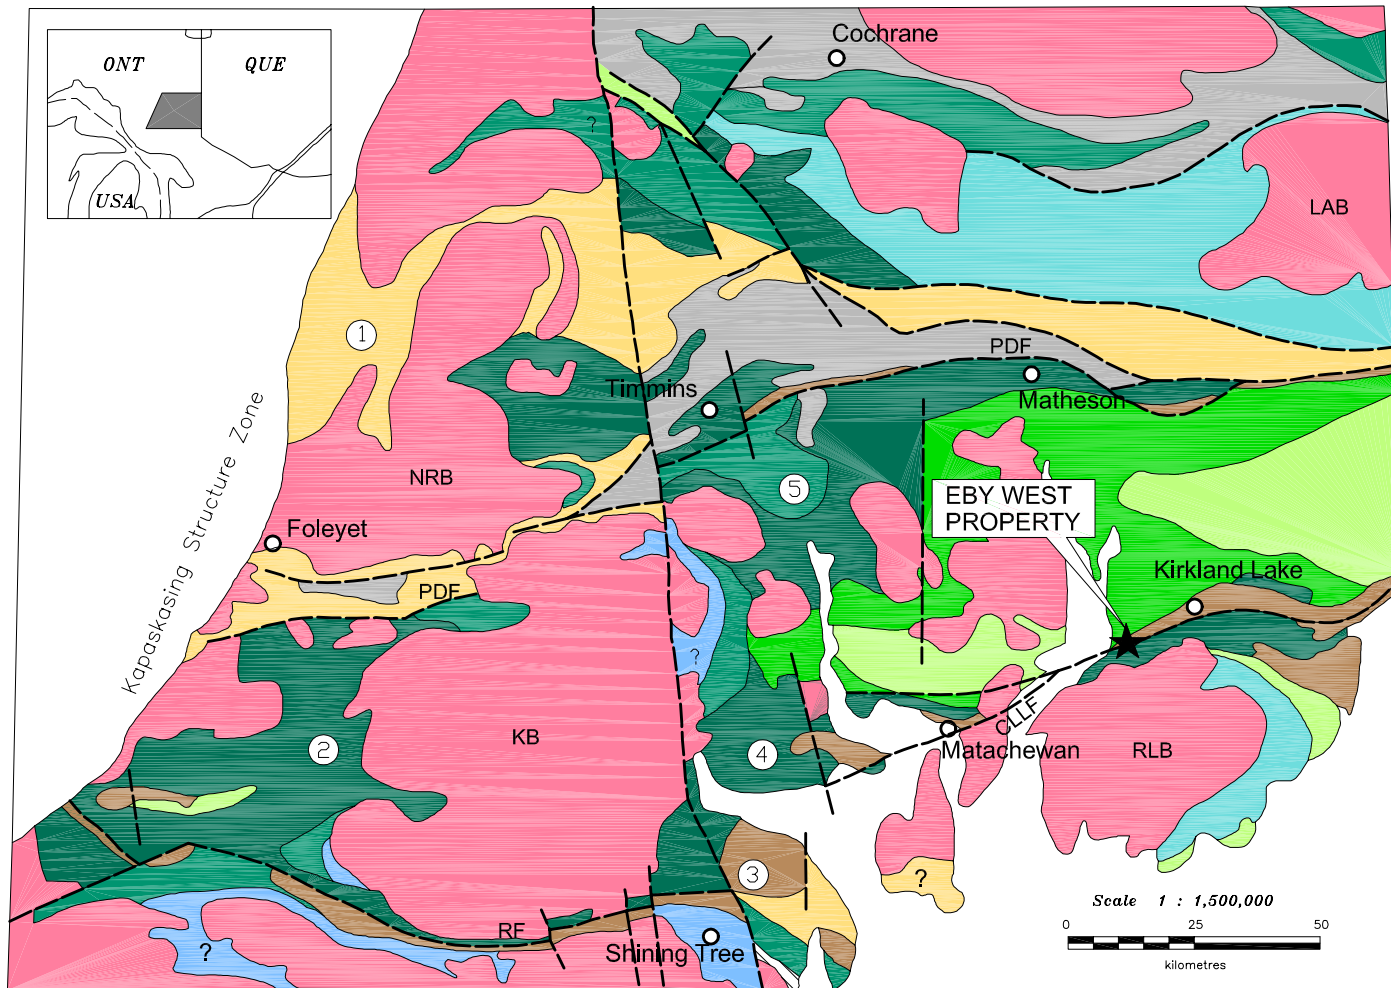 ONT
QUE
USA
Cochrane
?
LAB
1
PDF
Timmins
Matheson
Kapaskasing Structure Zone
NRB
5
EBY WEST
PROPERTY
Foleyet
Kirkland Lake
PDF
?
2
KB
4
CLLF
Matachewan
RLB
3
?
Scale 1 : 1,500,000
0 25 50
kilometres
RF
Shining Tree
?